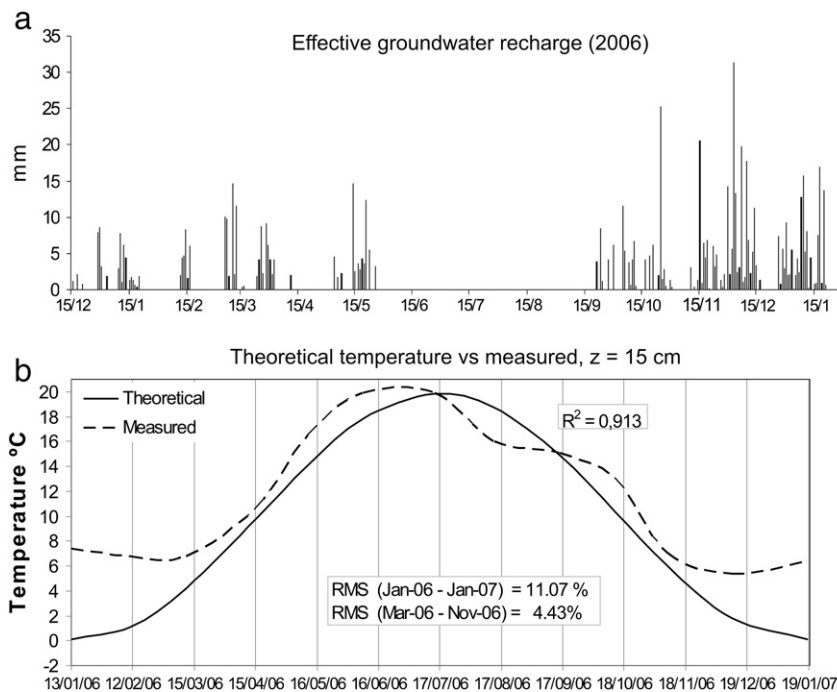 a
Effective groundwater recharge (2006)
35
30
25
20
15
10
5
0
mm
15/12 15/1 15/2 15/3 15/4 15/5 15/6 15/7 15/8 15/9 15/10 15/11 15/12 15/1
b
Theoretical temperature vs measured, z = 15 cm
20
18
16
14
12
10
8
6
4
2
0
-2
Temperature ºC
Theoretical
Measured
R² = 0,913
RMS (Jan-06 - Jan-07) = 11.07 %
RMS (Mar-06 - Nov-06) = 4.43%
13/01/06 12/02/06 15/03/06 15/04/06 16/05/06 16/06/06 17/07/06 17/08/06 17/09/06 18/10/06 18/11/06 19/12/06 19/01/07